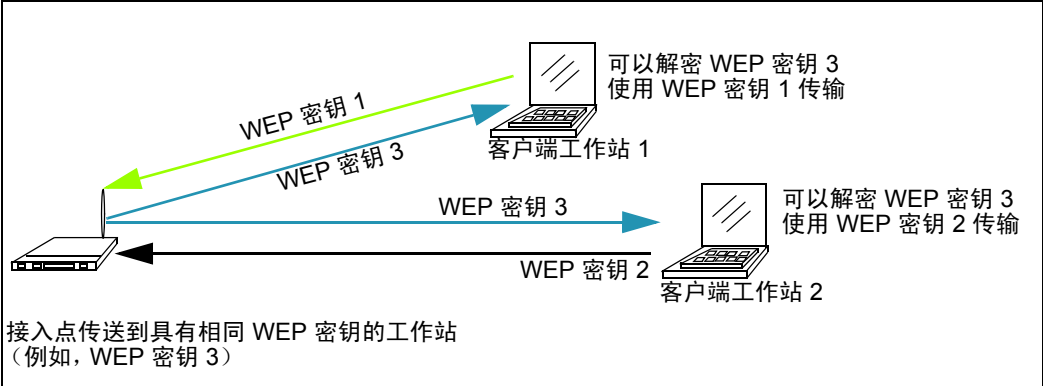 可以解密 WEP 密钥 3
使用 WEP 密钥 1 传输
WEP 密钥 1
客户端工作站 1
WEP 密钥 3
可以解密 WEP 密钥 3
使用 WEP 密钥 2 传输
WEP 密钥 3
WEP 密钥 2
客户端工作站 2
接入点传送到具有相同 WEP 密钥的工作站
（例如，WEP 密钥 3）